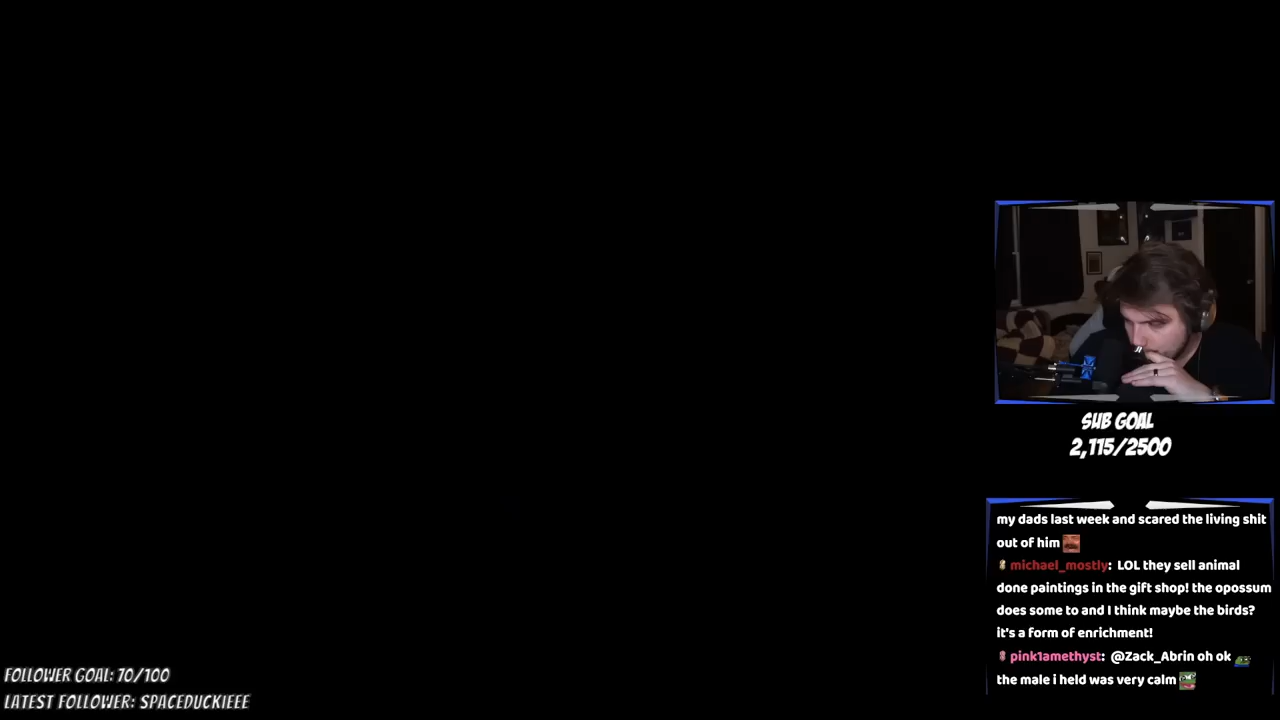 SUB GOAL
2,115/2500
my dads last week and scared the living shit
out of him
michael_mostly: LOL they sell animal
done paintings in the gift shop! the opossum
does some to and I think maybe the birds?
it's a form of enrichment!
pink1amethyst: @Zack_Abrin oh ok
the male i held was very calm
FOLLOWER GOAL: 70/100
LATEST FOLLOWER: SPACEDUCKIEEE